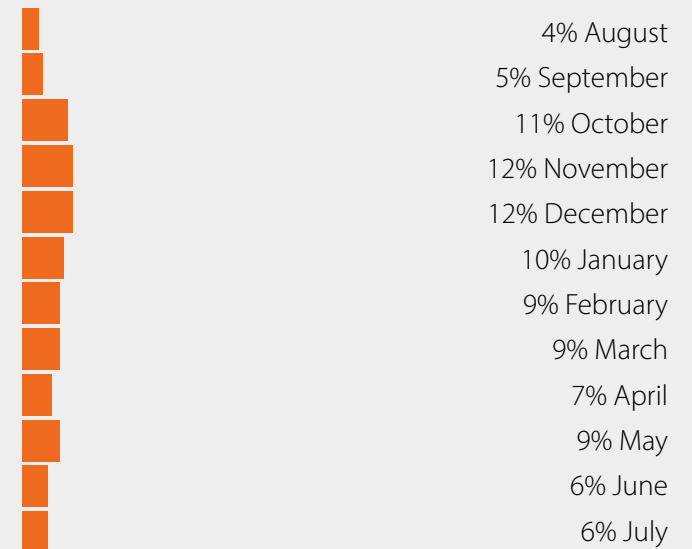 4% August
5% September
11% October
12% November
12% December
10% January
9% February
9% March
7% April
9% May
6% June
6% July